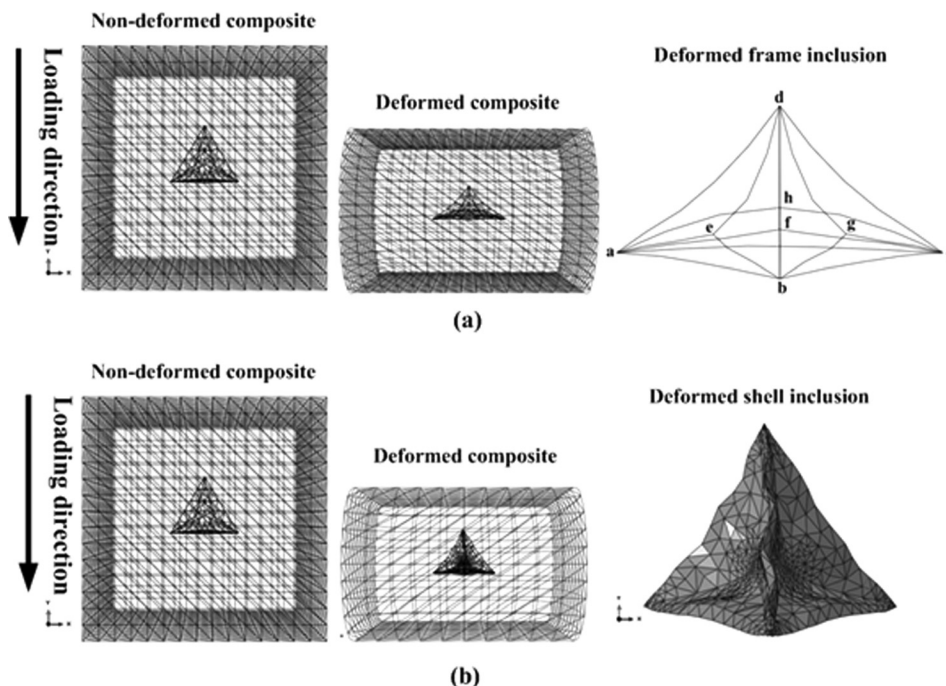 Non-deformed composite
Loading direction
Y
X
Deformed composite
Deformed frame inclusion
d
h
e
f
g
a
b
(a)
Non-deformed composite
Loading direction
Y
X
Deformed composite
Deformed shell inclusion
Y
X
(b)